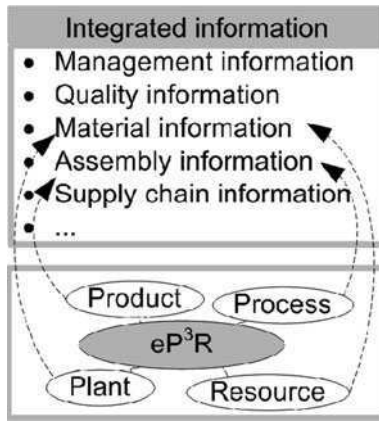 Integrated information
• Management information
• Quality information
• Material information
• Assembly information
• Supply chain information
• ...
Product
Process
eP³R
Plant
Resource